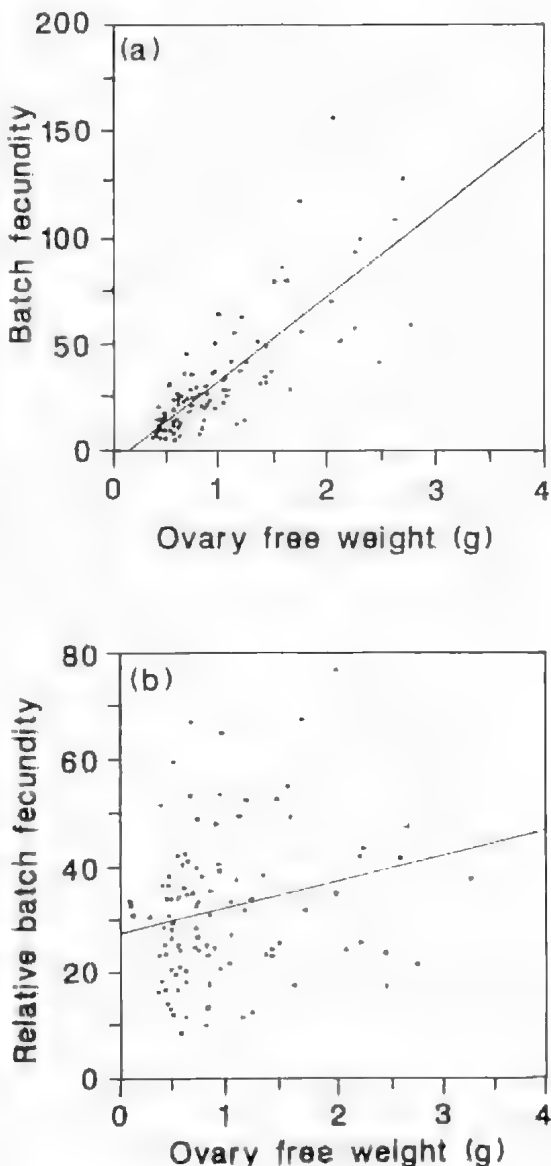 200
(a)
150
100
50
0
Batch fecundity
0 1 2 3 4
Ovary free weight (g)
80
(b)
60
40
20
0
Relative batch fecundity
0 1 2 3 4
Ovary free weight (g)